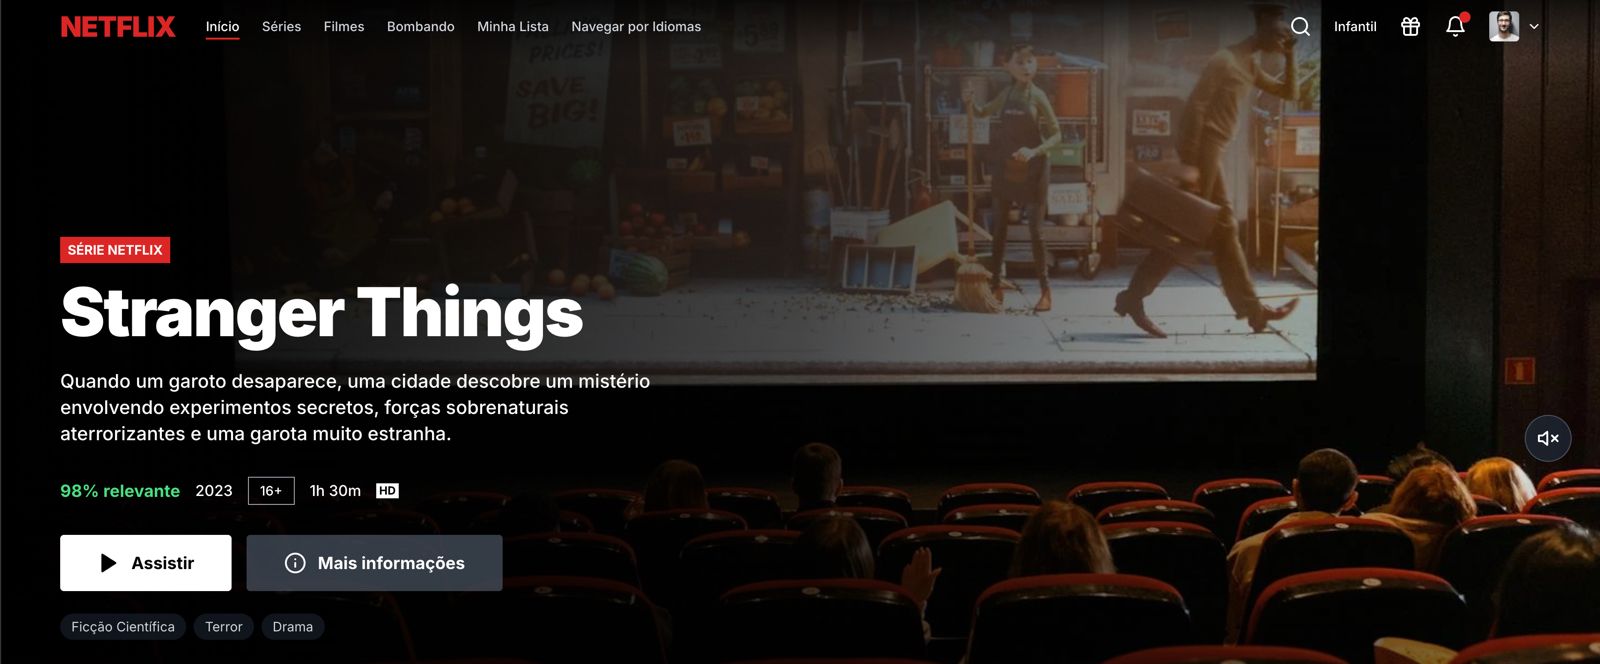 NETFLIX
Início
Séries
Filmes
Bombando
Minha Lista
Navegar por Idiomas
Infantil
PRICES!
SAVE
BIG!
SALE
SÉRIE NETFLIX
Stranger Things
Quando um garoto desaparece, uma cidade descobre um mistério
envolvendo experimentos secretos, forças sobrenaturais
aterrorizantes e uma garota muito estranha.
98% relevante 2023 16+ 1h 30m HD
Assistir
Mais informações
Ficção Científica
Terror
Drama